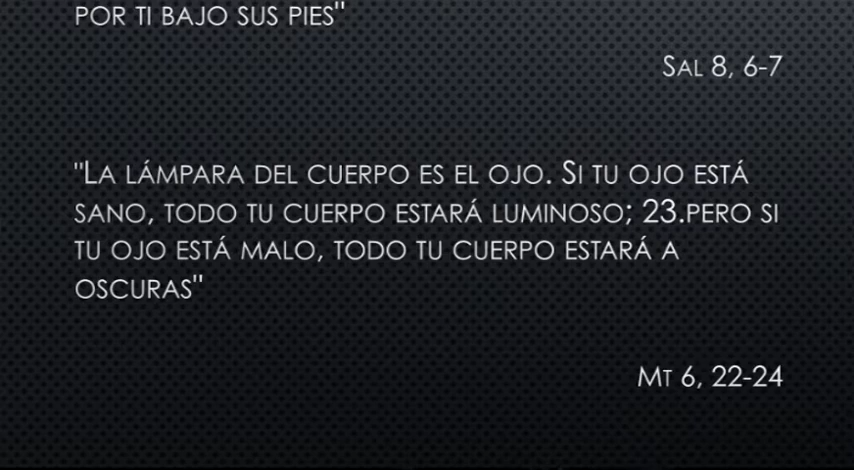 POR TI BAJO SUS PIES"
SAL 8, 6-7
"LA LÁMPARA DEL CUERPO ES EL OJO. SI TU OJO ESTÁ
SANO, TODO TU CUERPO ESTARÁ LUMINOSO; 23.PERO SI
TU OJO ESTÁ MALO, TODO TU CUERPO ESTARÁ A
OSCURAS"
MT 6, 22-24